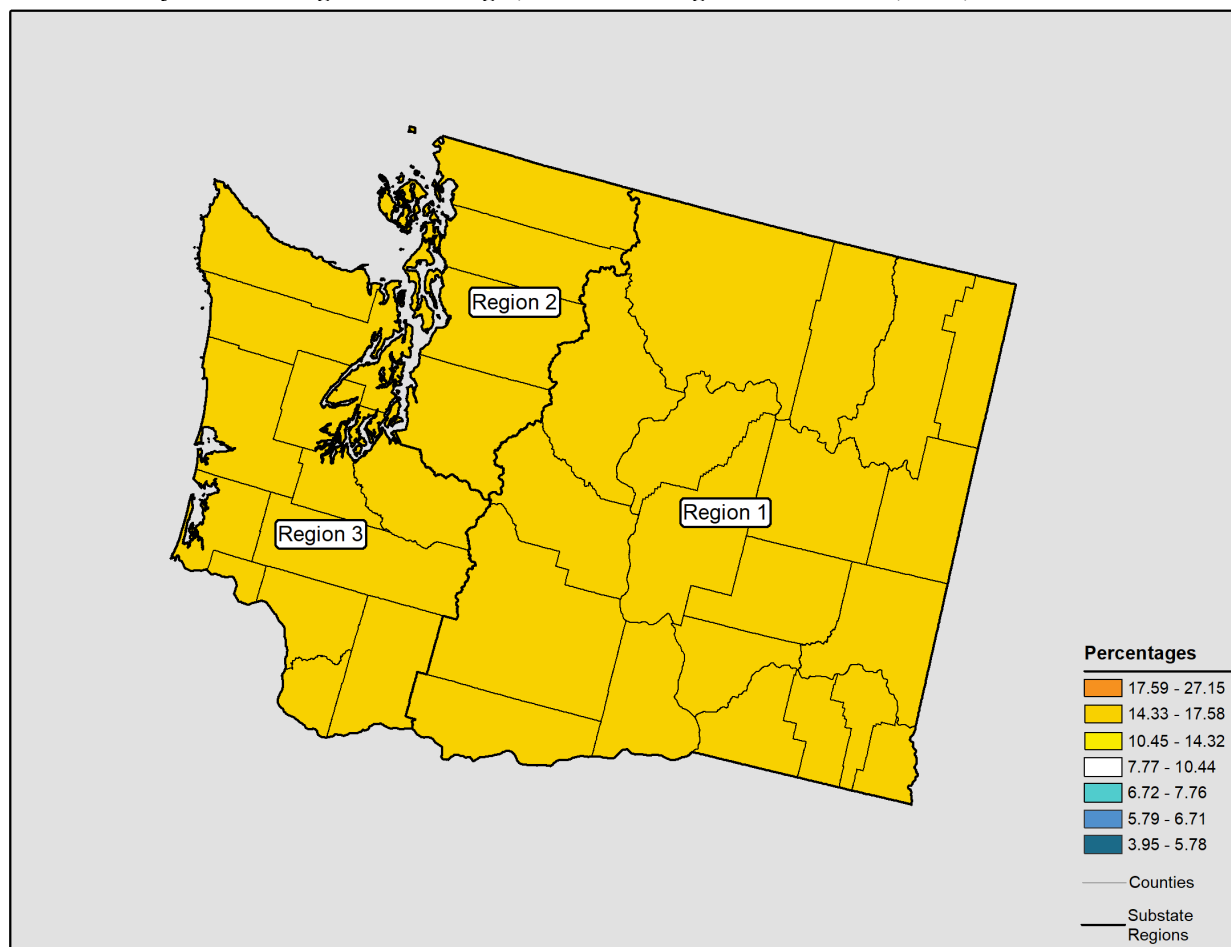 Region 2
Region 1
Region 3
Percentages
17.59 - 27.15
14.33 - 17.58
10.45 - 14.32
7.77 - 10.44
6.72 - 7.76
5.79 - 6.71
3.95 - 5.78
Counties
Substate
Regions